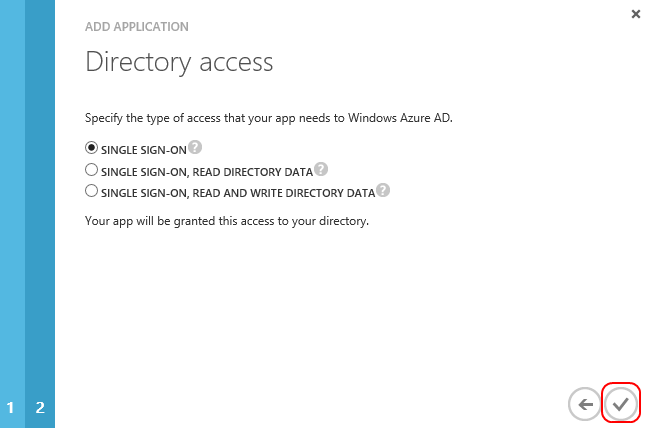 ADD APPLICATION
Directory access
Specify the type of access that your app needs to Windows Azure AD.
SINGLE SIGN-ON ?
SINGLE SIGN-ON, READ DIRECTORY DATA ?
SINGLE SIGN-ON, READ AND WRITE DIRECTORY DATA ?
Your app will be granted this access to your directory.
1 2